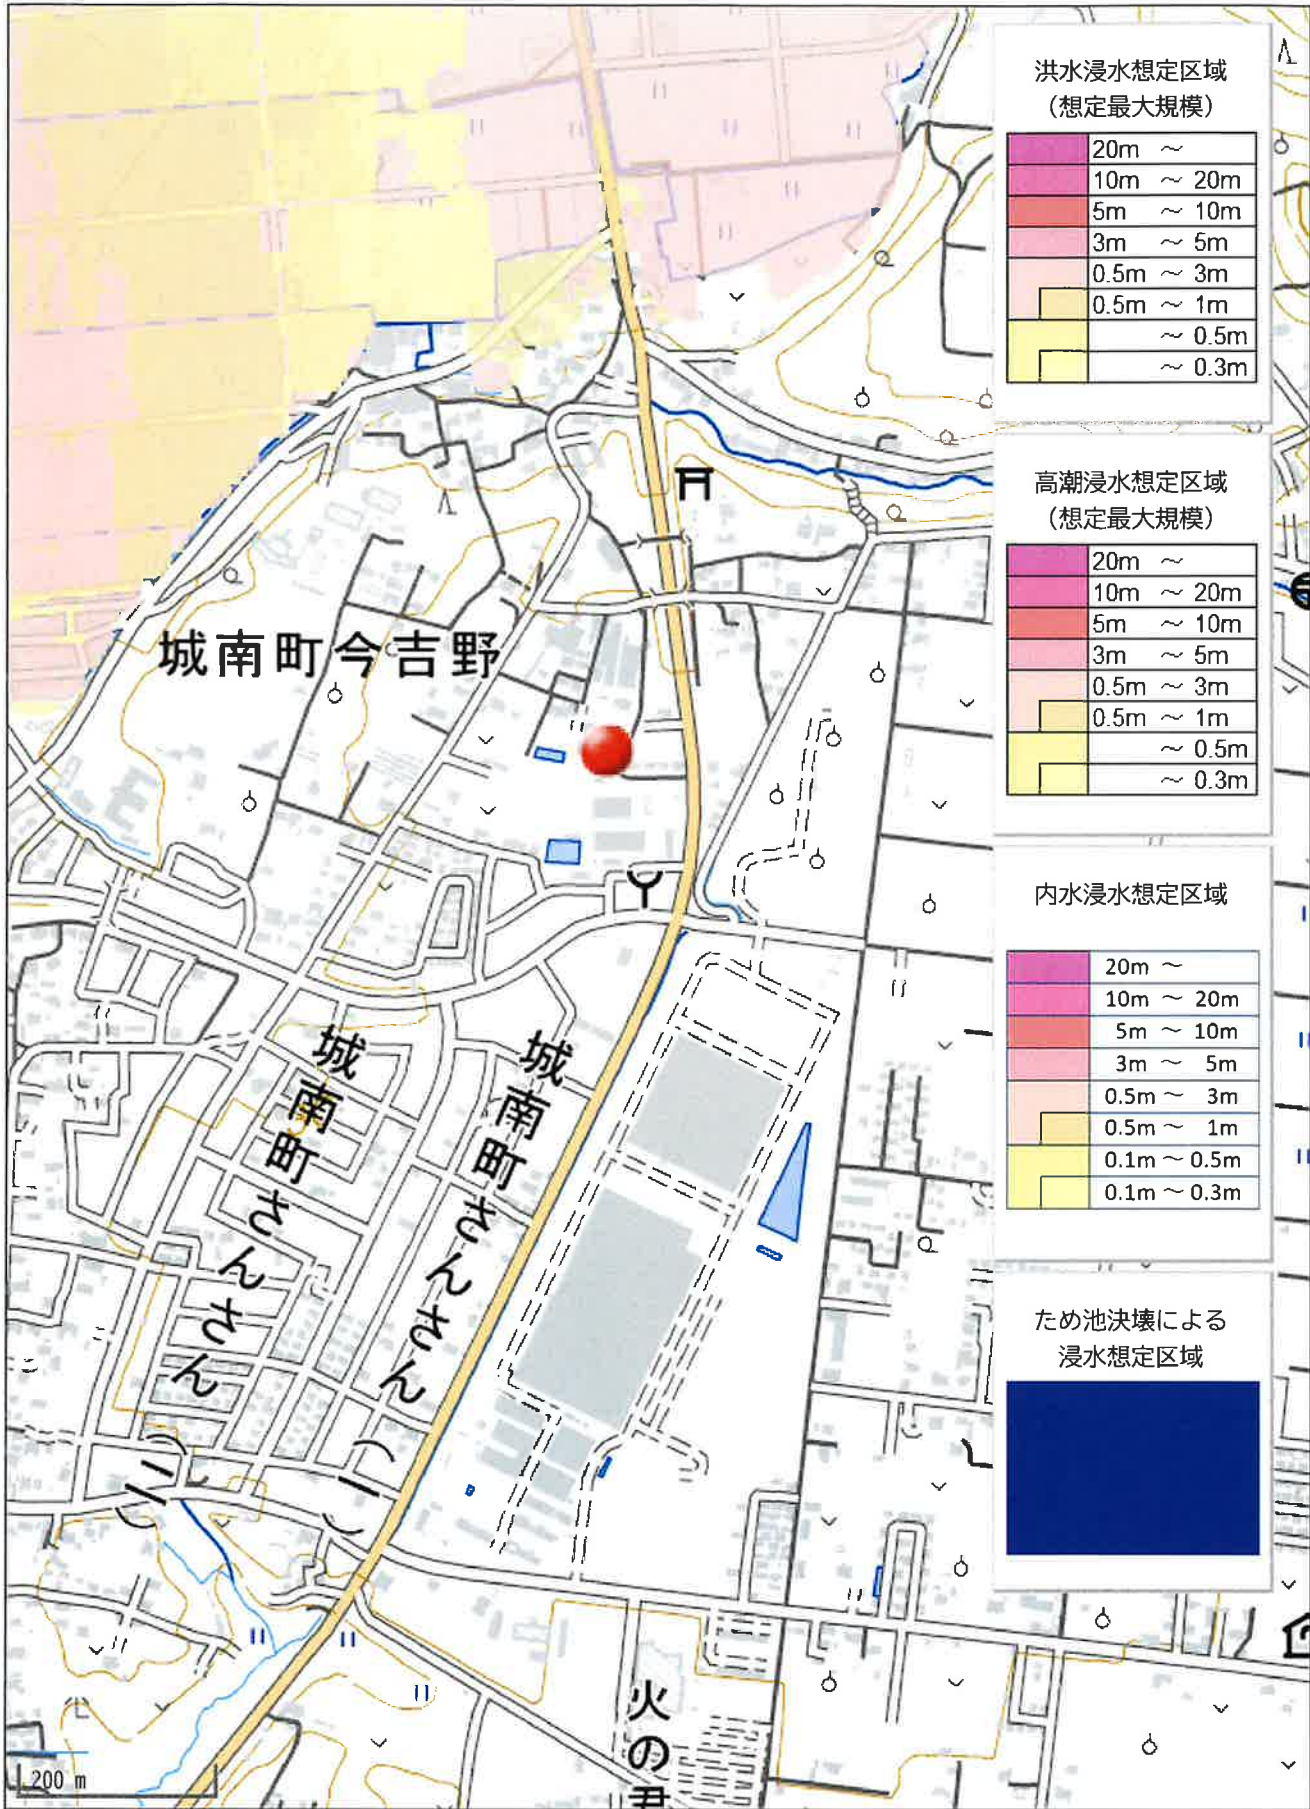 洪水浸水想定区域
(想定最大規模)
20m ～
10m ～ 20m
5m ～ 10m
3m ～ 5m
0.5m ～ 3m
0.5m ～ 1m
～ 0.5m
～ 0.3m
高潮浸水想定区域
(想定最大規模)
20m ～
10m ～ 20m
5m ～ 10m
3m ～ 5m
0.5m ～ 3m
0.5m ～ 1m
～ 0.5m
～ 0.3m
内水浸水想定区域
20m ～
10m ～ 20m
5m ～ 10m
3m ～ 5m
0.5m ～ 3m
0.5m ～ 1m
0.1m ～ 0.5m
0.1m ～ 0.3m
ため池決壊による
浸水想定区域
城南町今吉野
城南町さんさん
城南町さんさん
火の君
200 m